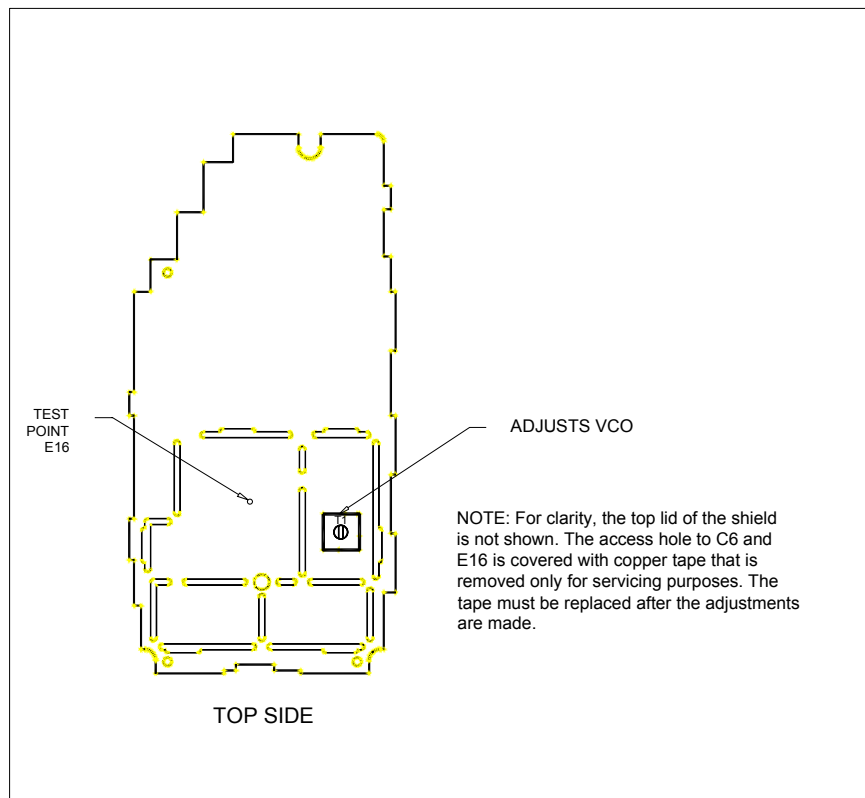 TEST
POINT
E16
ADJUSTS VCO
T1
NOTE: For clarity, the top lid of the shield
is not shown. The access hole to C6 and
E16 is covered with copper tape that is
removed only for servicing purposes. The
tape must be replaced after the adjustments
are made.
TOP SIDE